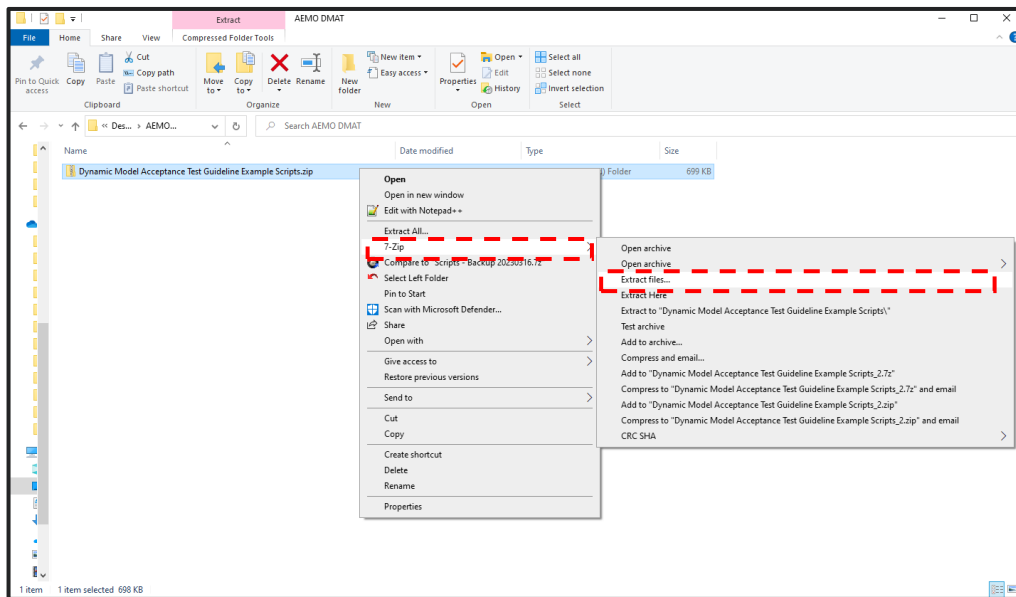 Extract AEMO DMAT
File Home Share View Compressed Folder Tools
Pin to Quick access
Copy
Paste
Cut
Copy path
Paste shortcut
Move to
Copy to
Delete
Rename
New folder
New item
Easy access
Properties
Open
Edit
History
Select all
Select none
Invert selection
Clipboard Organize New Open Select
« Des... › AEMO... Search AEMO DMAT
Name Date modified Type Size
Dynamic Model Acceptance Test Guideline Example Scripts.zip Folder 699 KB
Open
Open in new window
Edit with Notepad++
Extract All...
7-Zip
Compare to "Scripts - Backup 20230316.7z"
Select Left Folder
Pin to Start
Scan with Microsoft Defender...
Share
Open with
Give access to
Restore previous versions
Send to
Cut
Copy
Create shortcut
Delete
Rename
Properties
Open archive
Open archive
Extract files...
Extract Here
Extract to "Dynamic Model Acceptance Test Guideline Example Scripts\"
Test archive
Add to archive...
Compress and email...
Add to "Dynamic Model Acceptance Test Guideline Example Scripts_2.7z"
Compress to "Dynamic Model Acceptance Test Guideline Example Scripts_2.7z" and email
Add to "Dynamic Model Acceptance Test Guideline Example Scripts_2.zip"
Compress to "Dynamic Model Acceptance Test Guideline Example Scripts_2.zip" and email
CRC SHA
1 item 1 item selected 698 KB